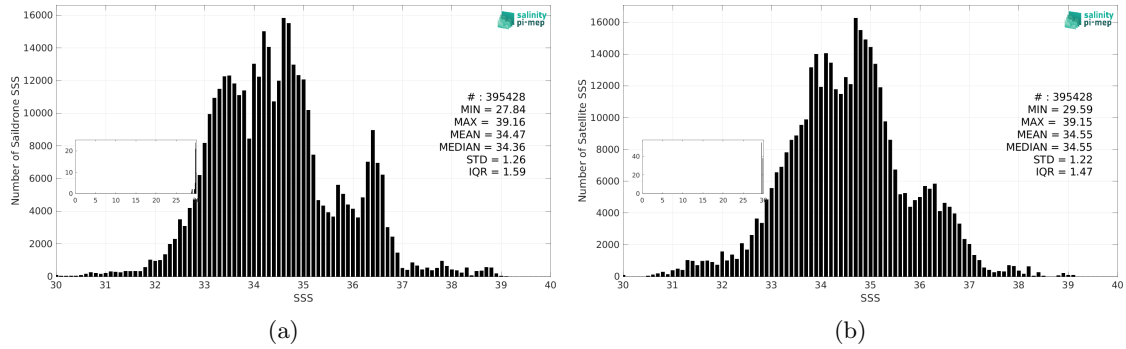 salinity
pi-mep
Number of Saildrone SSS
16000
14000
12000
10000
8000
6000
4000
2000
0
# : 395428
MIN = 27.84
MAX = 39.16
MEAN = 34.47
MEDIAN = 34.36
STD = 1.26
IQR = 1.59
20
10
0
0 5 10 15 20 25
30 31 32 33 34 35 36 37 38 39 40
SSS
(a)
salinity
pi-mep
Number of Satellite SSS
16000
14000
12000
10000
8000
6000
4000
2000
0
# : 395428
MIN = 29.59
MAX = 39.15
MEAN = 34.55
MEDIAN = 34.55
STD = 1.22
IQR = 1.47
40
20
0
0 5 10 15 20 25 30
30 31 32 33 34 35 36 37 38 39 40
SSS
(b)